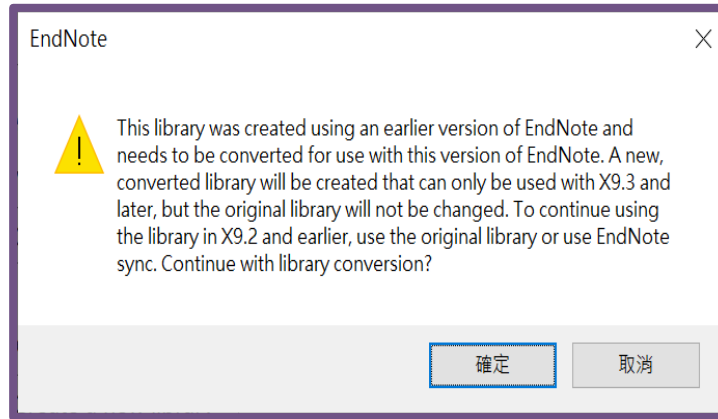 EndNote
This library was created using an earlier version of EndNote and
needs to be converted for use with this version of EndNote. A new,
converted library will be created that can only be used with X9.3 and
later, but the original library will not be changed. To continue using
the library in X9.2 and earlier, use the original library or use EndNote
sync. Continue with library conversion?
確定
取消